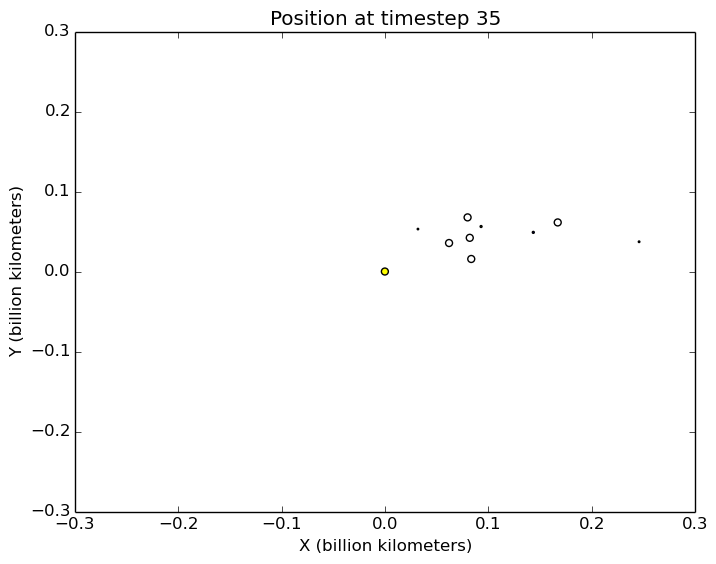 Position at timestep 35
0.3
0.2
0.1
0.0
−0.1
−0.2
−0.3
−0.3 −0.2 −0.1 0.0 0.1 0.2 0.3
X (billion kilometers)
Y (billion kilometers)